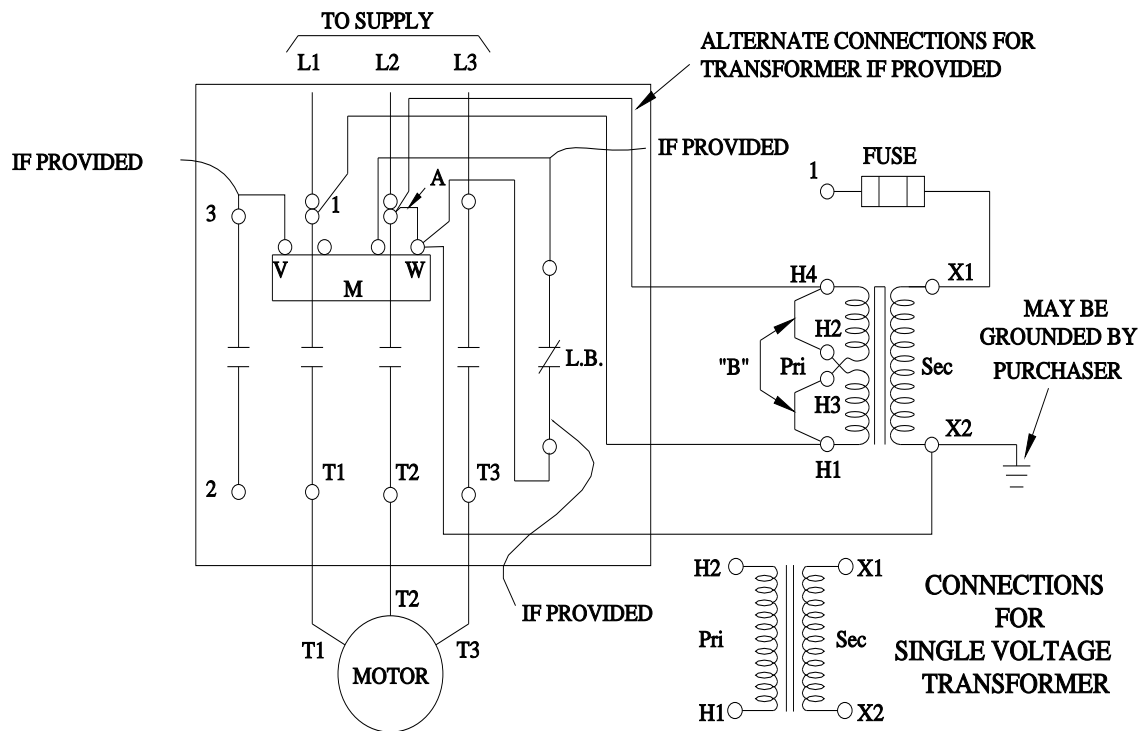 TO SUPPLY
L1 L2 L3
ALTERNATE CONNECTIONS FOR
TRANSFORMER IF PROVIDED
IF PROVIDED
IF PROVIDED
A
1
FUSE
3
1
V
W
M
H4
X1
H2
"B"
Pri
Sec
H3
H1
X2
MAY BE
GROUNDED BY
PURCHASER
L.B.
2
T1
T2
T3
IF PROVIDED
T2
T1
T3
MOTOR
H2
X1
Pri
Sec
H1
X2
CONNECTIONS
FOR
SINGLE VOLTAGE
TRANSFORMER